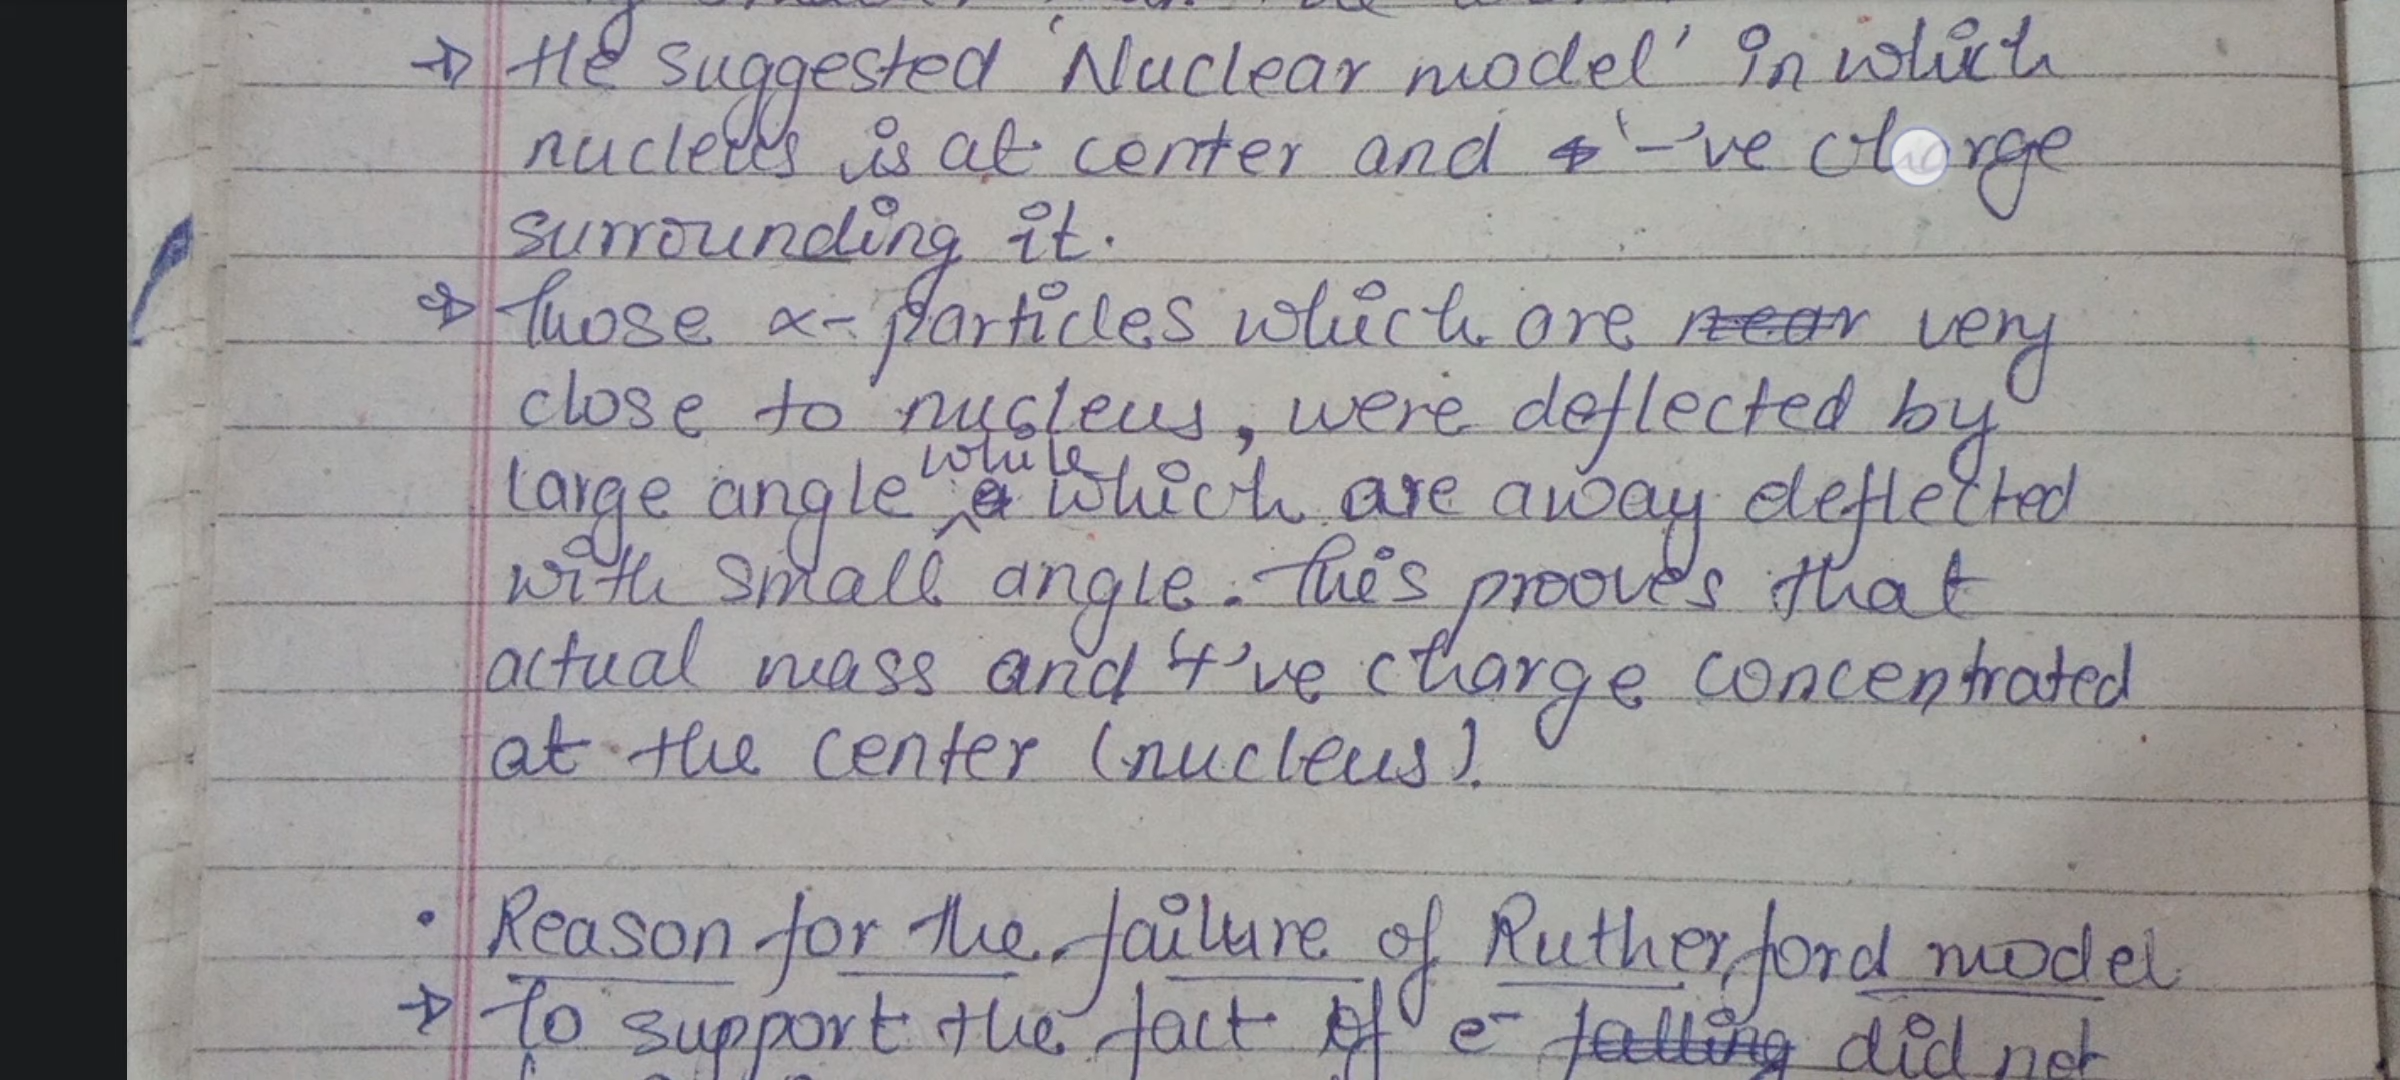 → He suggested 'Nuclear model' in which
nucleus is at center and '-'ve charge
surrounding it.
→ Those α-particles which are near very
close to nucleus, were deflected by
large angle while which are away deflected
with small angle. This prooves that
actual mass and '+'ve charge concentrated
at the center (nucleus).
• Reason for the failure of Rutherford model
→ To support the fact of e⁻ falling did not